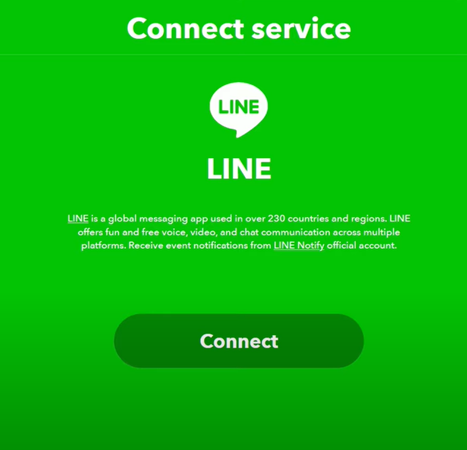 Connect service
LINE
LINE
LINE is a global messaging app used in over 230 countries and regions. LINE
offers fun and free voice, video, and chat communication across multiple
platforms. Receive event notifications from LINE Notify official account.
Connect